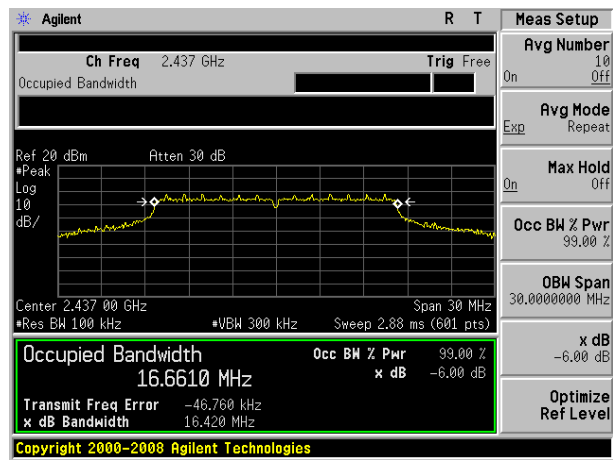 Agilent R T
Ch Freq 2.437 GHz Trig Free
Occupied Bandwidth
Ref 20 dBm Atten 30 dB
#Peak
Log
10
dB/
Center 2.437 00 GHz Span 30 MHz
#Res BW 100 kHz #VBW 300 kHz Sweep 2.88 ms (601 pts)
Occupied Bandwidth Occ BW % Pwr 99.00 %
16.6610 MHz x dB -6.00 dB
Transmit Freq Error -46.760 kHz
x dB Bandwidth 16.420 MHz
Copyright 2000-2008 Agilent Technologies
Meas Setup
Avg Number
10
On Off
Avg Mode
Exp Repeat
Max Hold
On Off
Occ BW % Pwr
99.00 %
OBW Span
30.0000000 MHz
x dB
-6.00 dB
Optimize
Ref Level